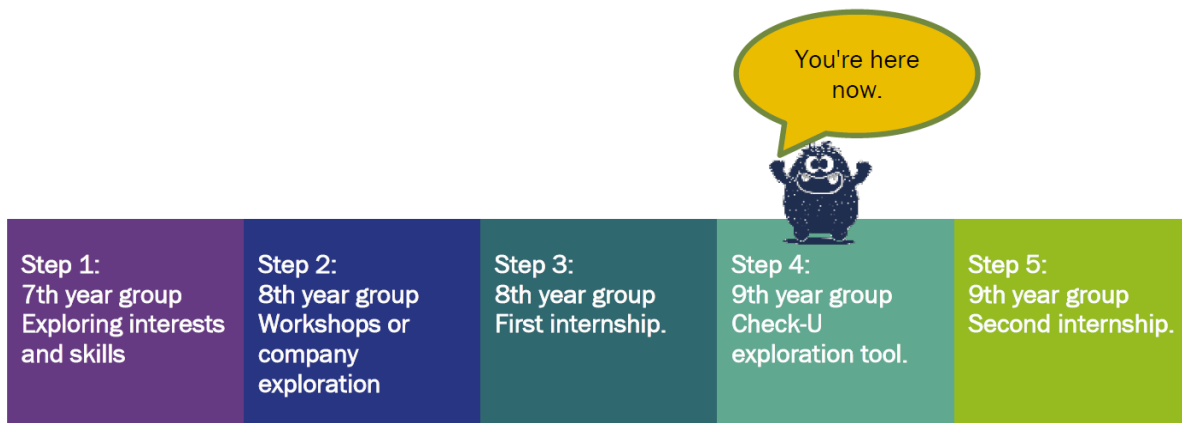 You're here
now.
Step 1:
7th year group
Exploring interests
and skills
Step 2:
8th year group
Workshops or
company
exploration
Step 3:
8th year group
First internship.
Step 4:
9th year group
Check-U
exploration tool.
Step 5:
9th year group
Second internship.